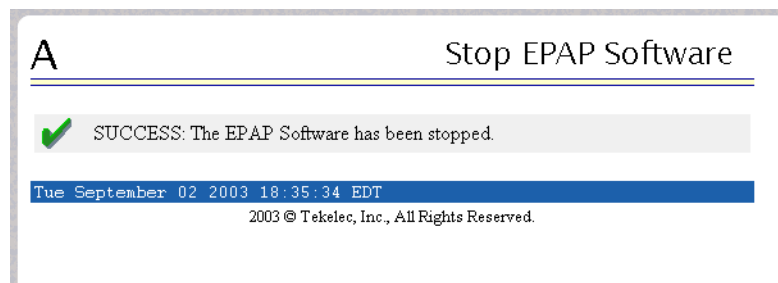 A Stop EPAP Software
SUCCESS: The EPAP Software has been stopped.
Tue September 02 2003 18:35:34 EDT
2003 © Tekelec, Inc., All Rights Reserved.